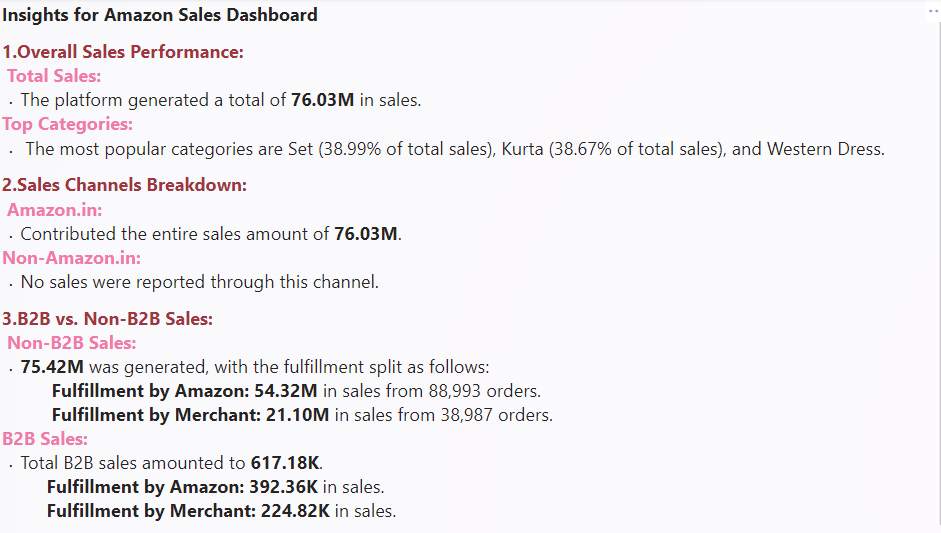 Insights for Amazon Sales Dashboard
1.Overall Sales Performance:
Total Sales:
· The platform generated a total of 76.03M in sales.
Top Categories:
· The most popular categories are Set (38.99% of total sales), Kurta (38.67% of total sales), and Western Dress.
2.Sales Channels Breakdown:
Amazon.in:
· Contributed the entire sales amount of 76.03M.
Non-Amazon.in:
· No sales were reported through this channel.
3.B2B vs. Non-B2B Sales:
Non-B2B Sales:
· 75.42M was generated, with the fulfillment split as follows:
Fulfillment by Amazon: 54.32M in sales from 88,993 orders.
Fulfillment by Merchant: 21.10M in sales from 38,987 orders.
B2B Sales:
· Total B2B sales amounted to 617.18K.
Fulfillment by Amazon: 392.36K in sales.
Fulfillment by Merchant: 224.82K in sales.